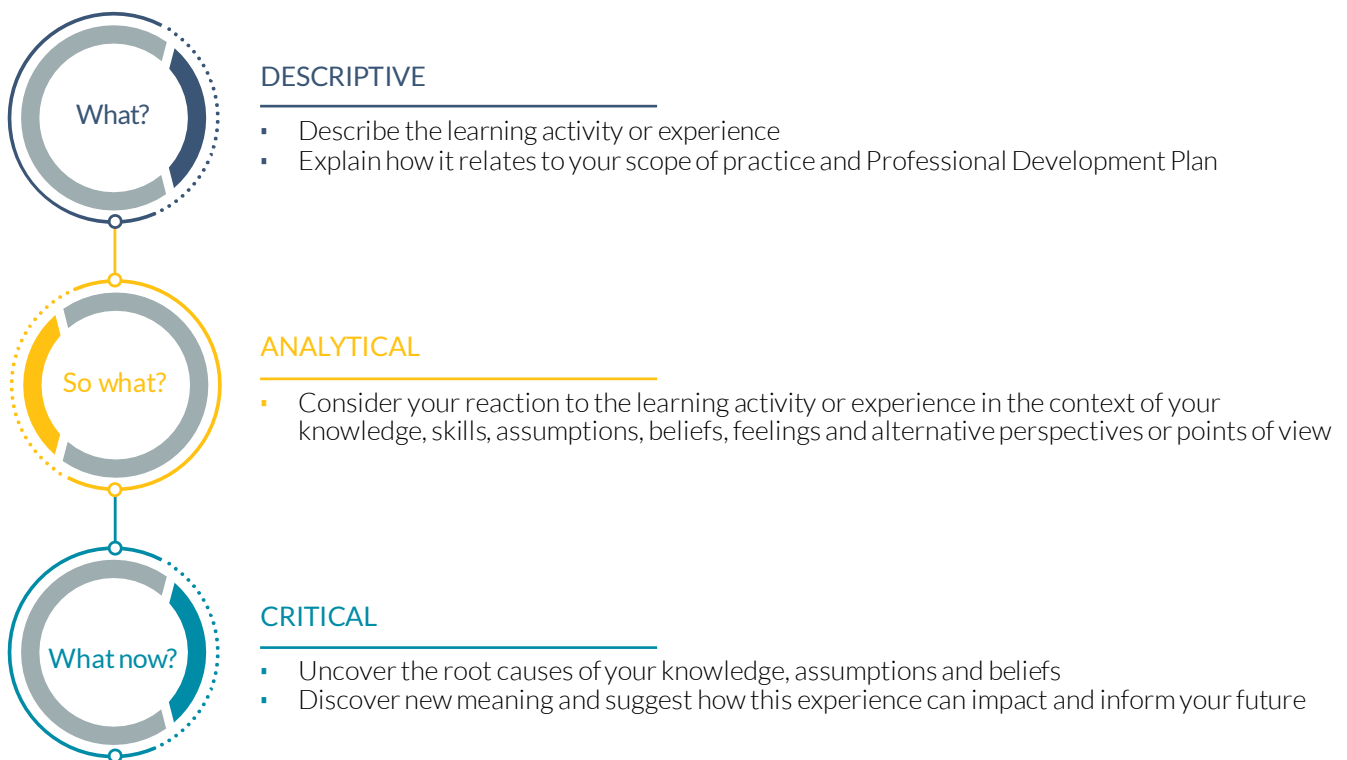 What?
DESCRIPTIVE
▪ Describe the learning activity or experience
▪ Explain how it relates to your scope of practice and Professional Development Plan
So what?
ANALYTICAL
▪ Consider your reaction to the learning activity or experience in the context of your
knowledge, skills, assumptions, beliefs, feelings and alternative perspectives or points of view
What now?
CRITICAL
▪ Uncover the root causes of your knowledge, assumptions and beliefs
▪ Discover new meaning and suggest how this experience can impact and inform your future